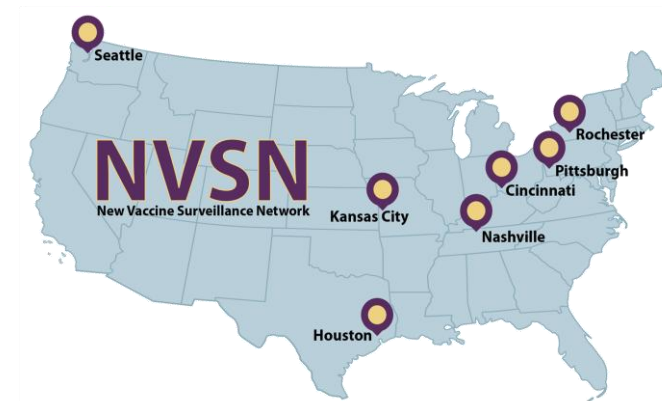 Seattle
NVSN
New Vaccine Surveillance Network
Rochester
Pittsburgh
Cincinnati
Kansas City
Nashville
Houston